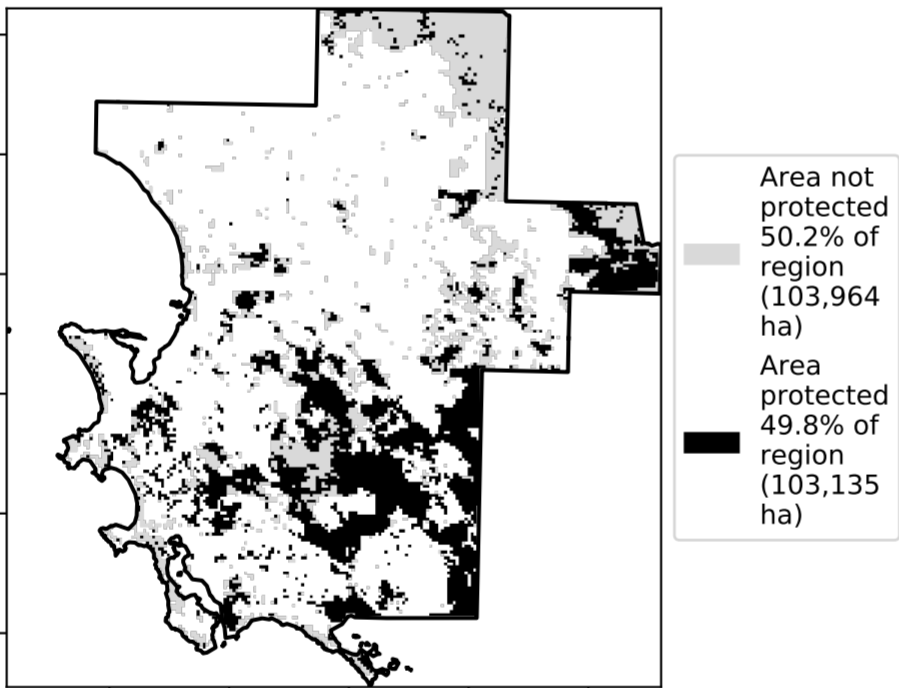 Area not
protected
50.2% of
region
(103,964
ha)
Area
protected
49.8% of
region
(103,135
ha)